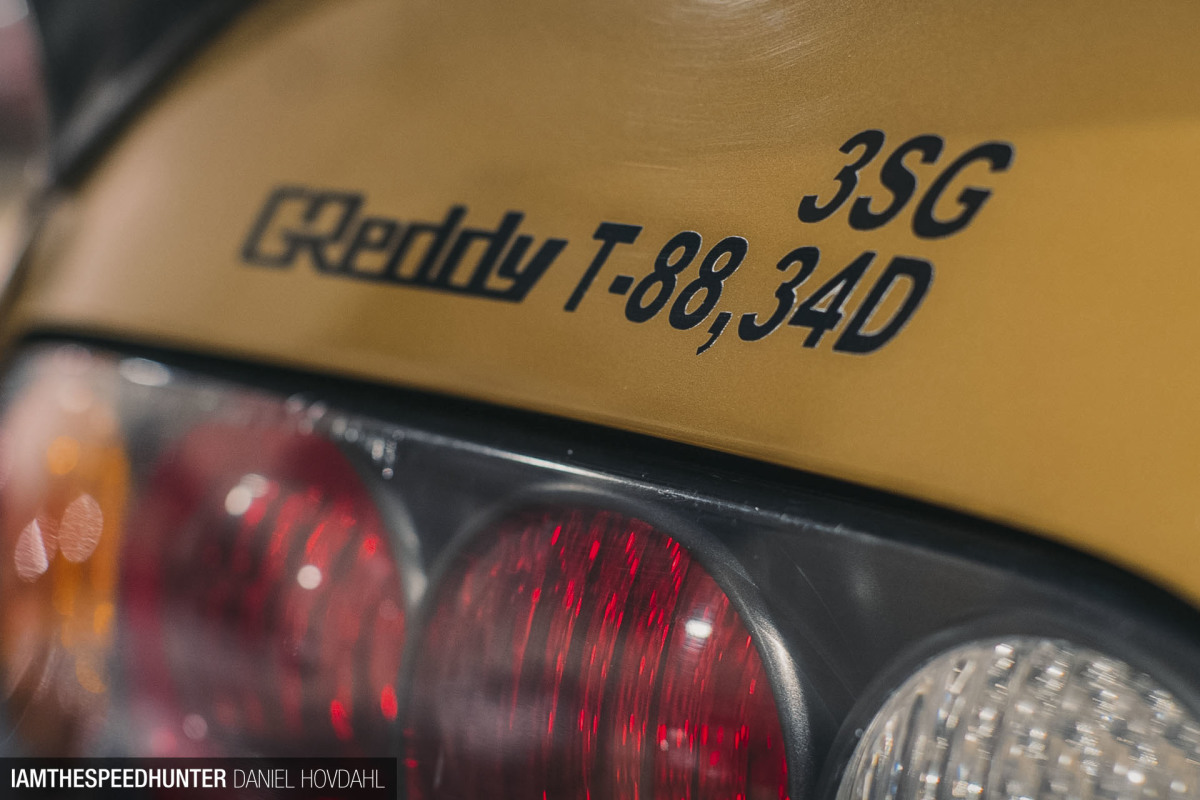 3SG
GReddy T-88,34D
IAMTHESPEEDHUNTER DANIEL HOVDAHL